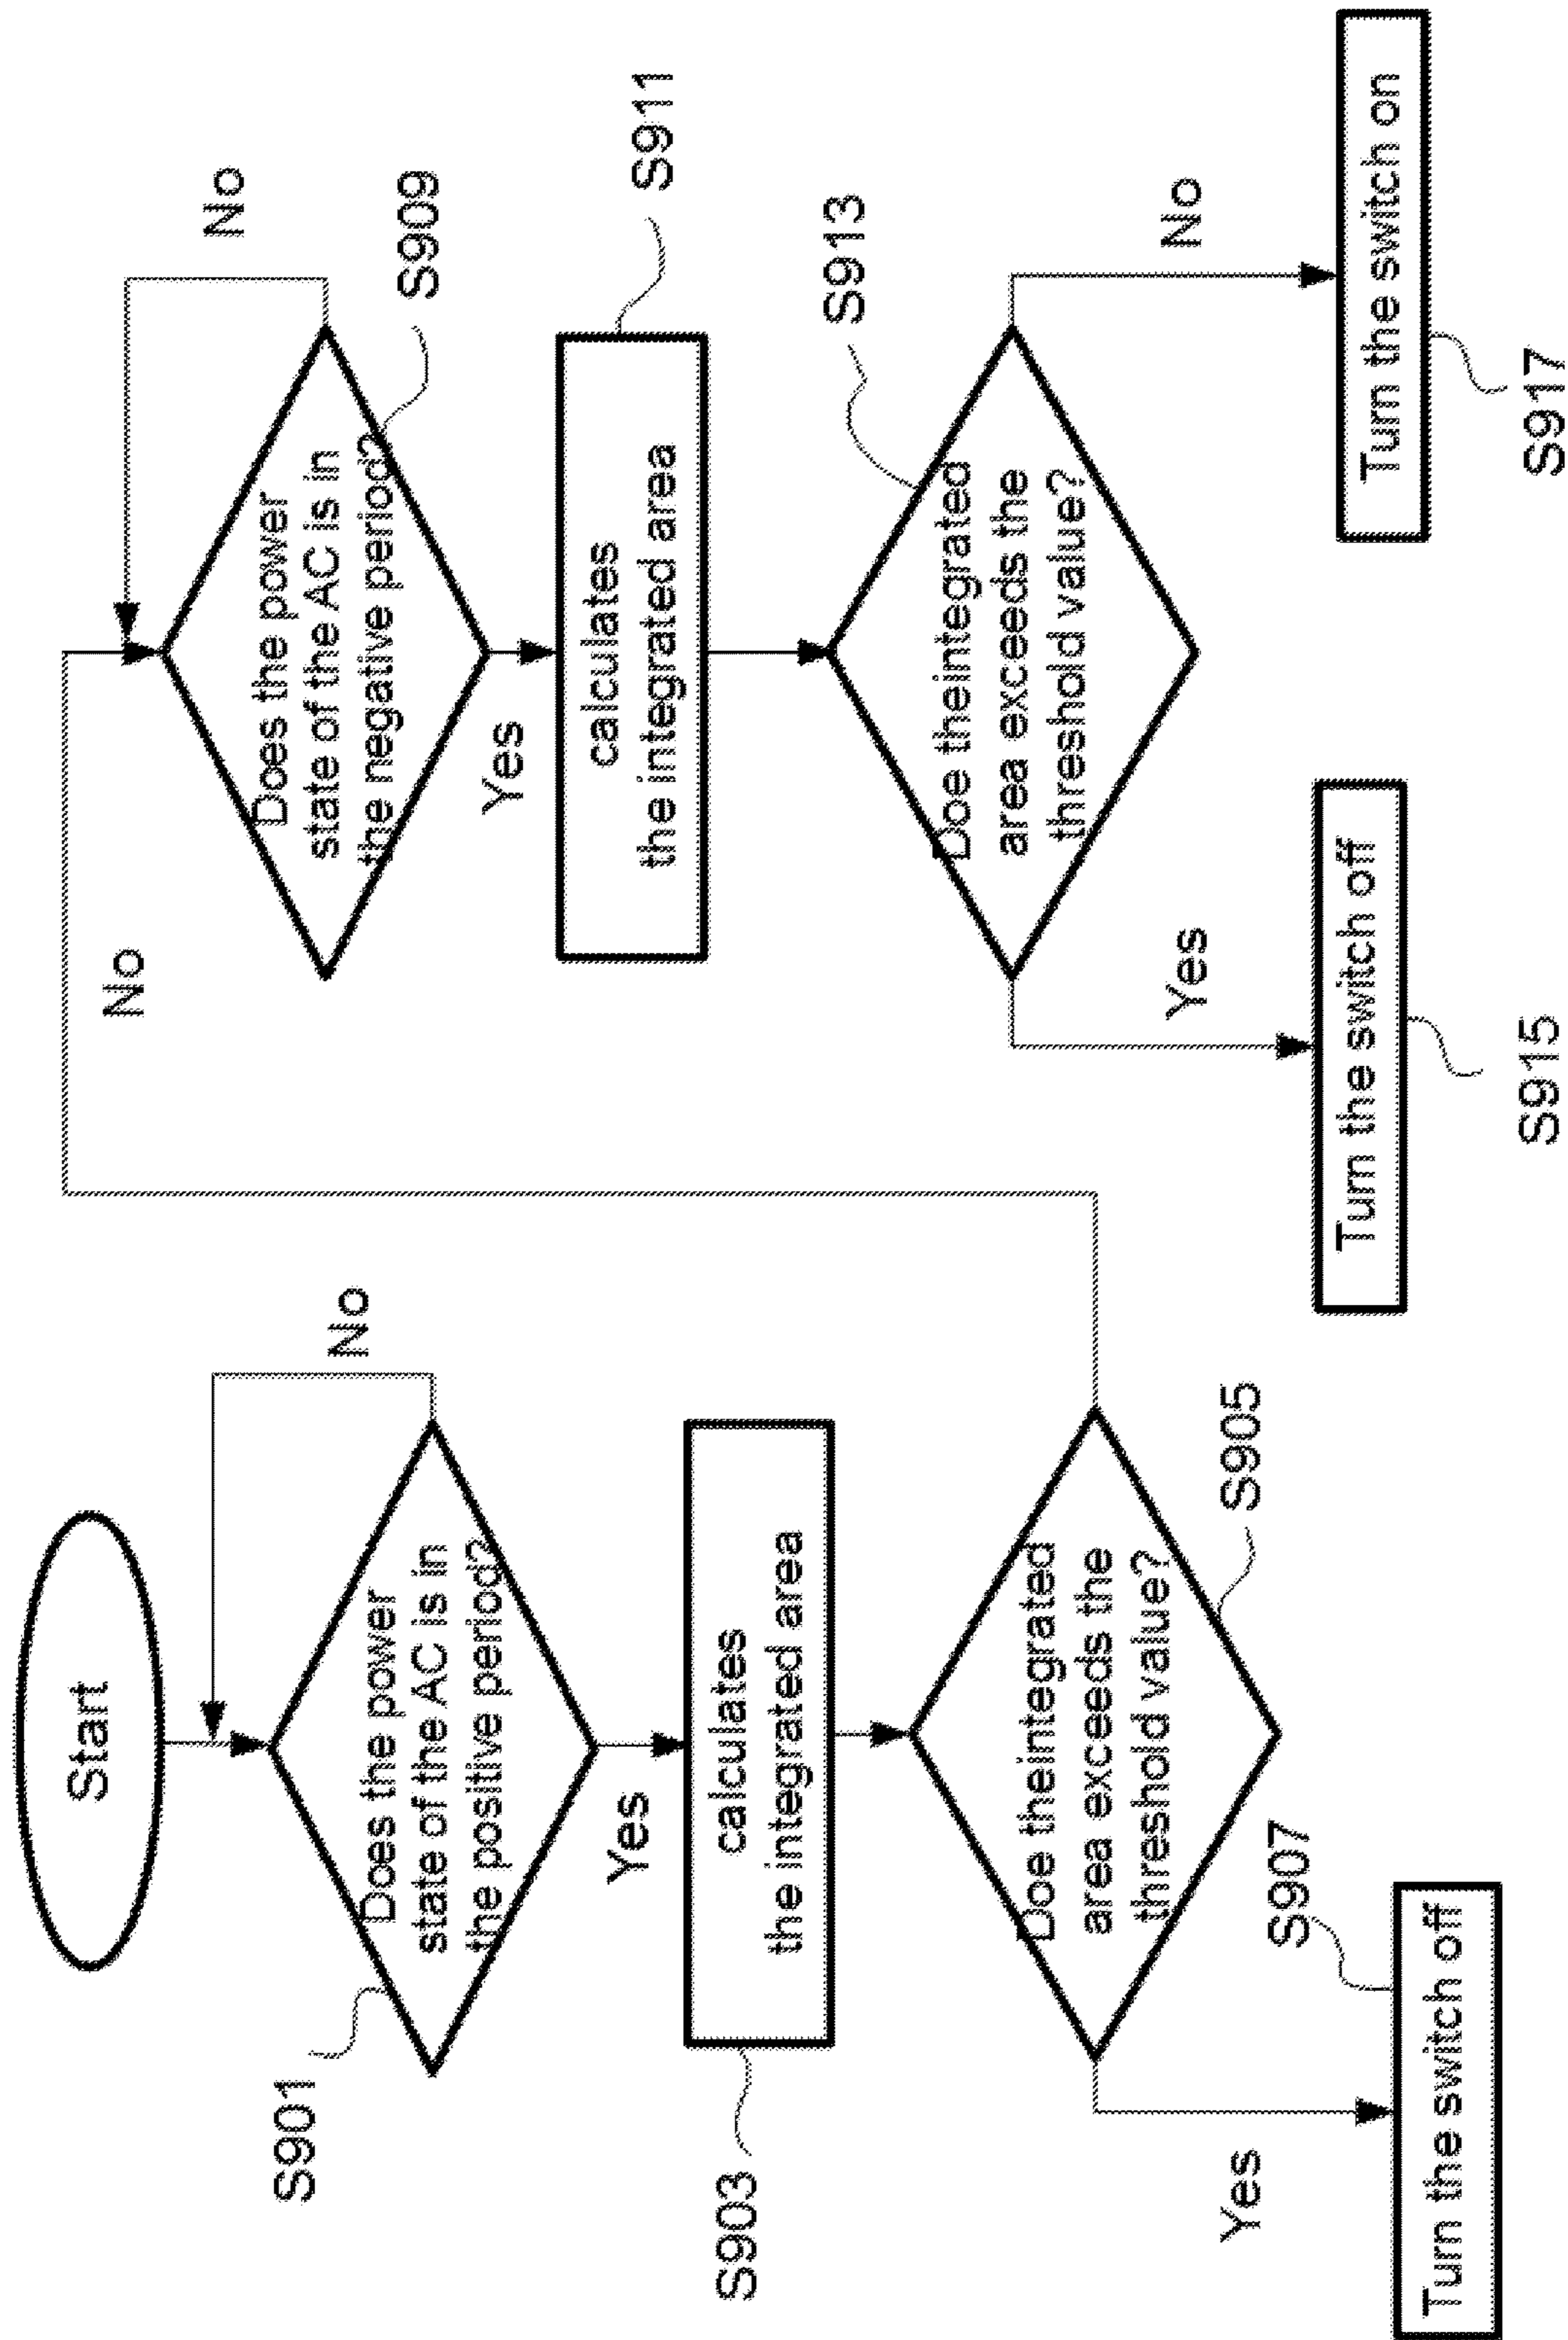 Start
No
Does the power
state of the AC is in
the positive period?
S901
Yes
calculates
the integrated area
S903
Doe theintegrated
area exceeds the
threshold value?
S905
Yes
S907
Turn the switch off
No
No
Does the power
state of the AC is in
the negative period?
S909
Yes
calculates
the integrated area
S911
Doe theintegrated
area exceeds the
threshold value?
S913
Yes
No
Turn the switch off
S915
Turn the switch on
S917